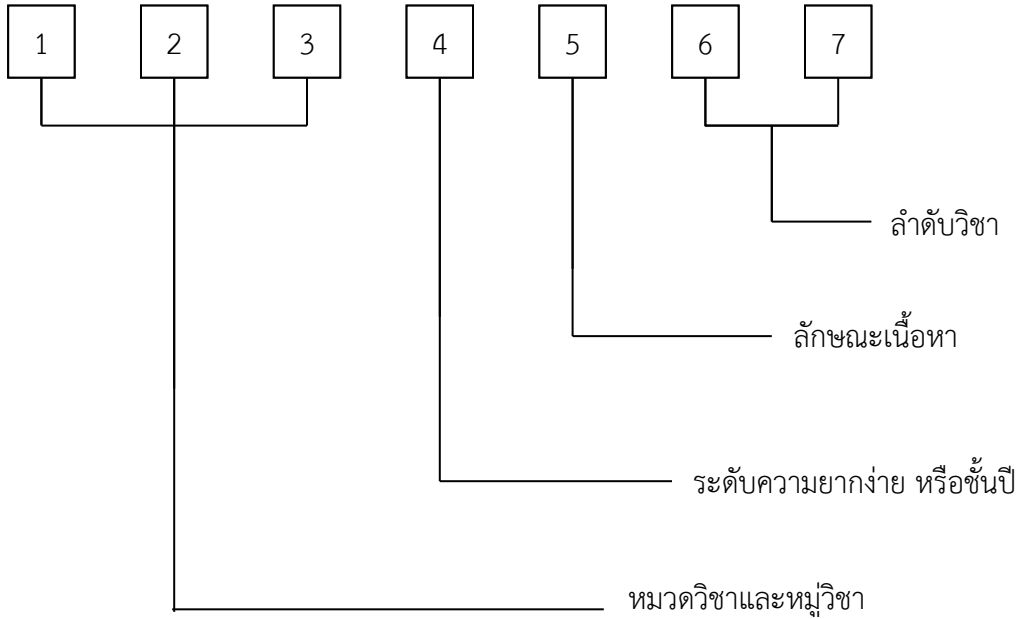 1 2 3 4 5 6 7
ลำดับวิชา
ลักษณะเนื้อหา
ระดับความยากง่าย หรือชั้นปี
หมวดวิชาและหมู่วิชา